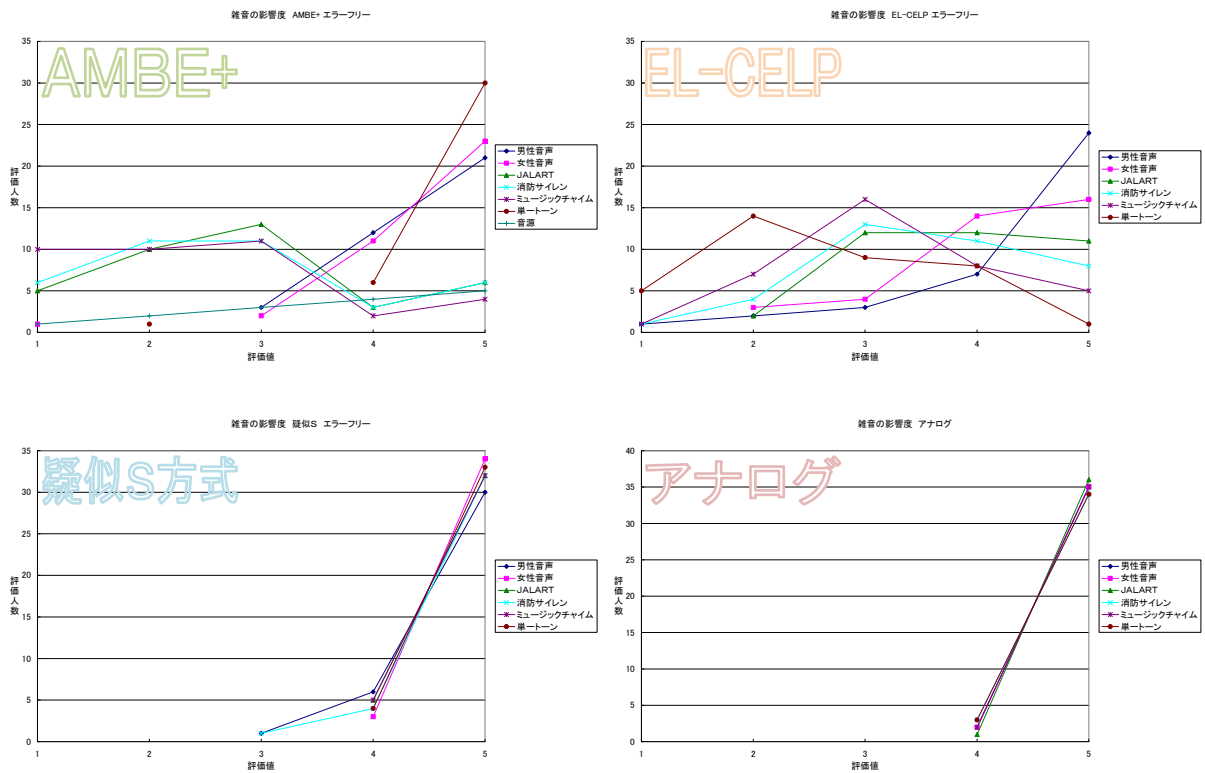 雑音の影響度 AMBE+ エラーフリー
AMBE+
35
30
25
20
15
10
5
0
評価人数
1 2 3 4 5
評価値
男性音声
女性音声
JALART
消防サイレン
ミュージックチャイム
単一トーン
音源
雑音の影響度 EL-CELP エラーフリー
EL-CELP
35
30
25
20
15
10
5
0
評価人数
1 2 3 4 5
評価値
男性音声
女性音声
JALART
消防サイレン
ミュージックチャイム
単一トーン
雑音の影響度 疑似S エラーフリー
疑似S方式
35
30
25
20
15
10
5
0
評価人数
1 2 3 4 5
評価値
男性音声
女性音声
JALART
消防サイレン
ミュージックチャイム
単一トーン
雑音の影響度 アナログ
アナログ
40
35
30
25
20
15
10
5
0
評価人数
1 2 3 4 5
評価値
男性音声
女性音声
JALART
消防サイレン
ミュージックチャイム
単一トーン